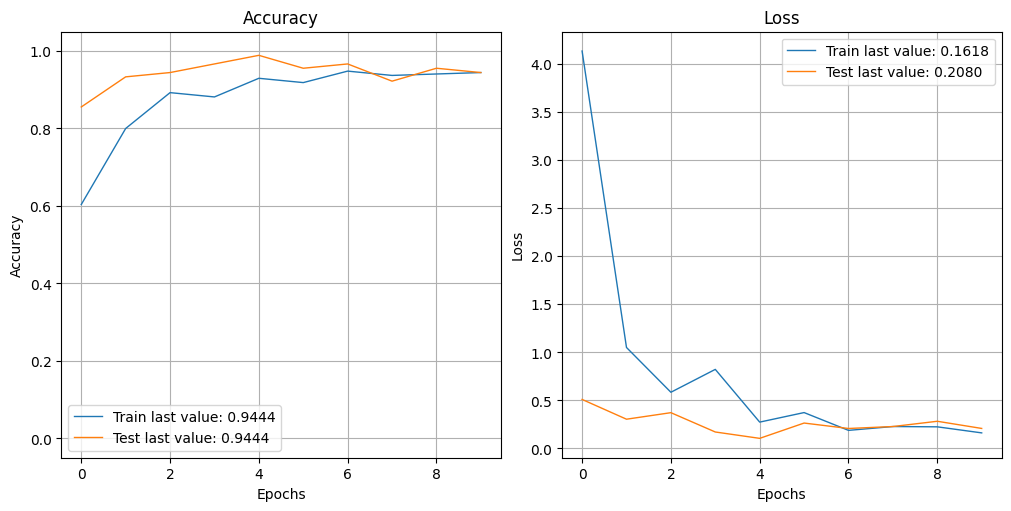 Accuracy
1.0
0.8
0.6
0.4
0.2
0.0
Accuracy
Train last value: 0.9444
Test last value: 0.9444
0 2 4 6 8
Epochs
Loss
4.0
3.5
3.0
2.5
2.0
1.5
1.0
0.5
0.0
Loss
Train last value: 0.1618
Test last value: 0.2080
0 2 4 6 8
Epochs